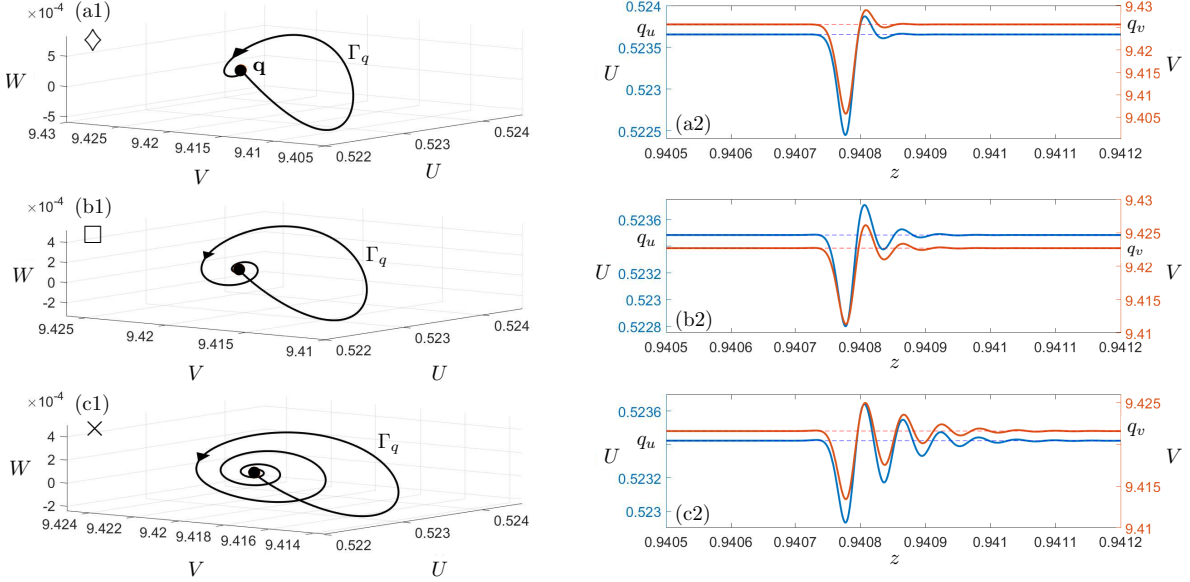 ×10⁻⁴ (a1)
◇
5
0
-5
W
q
Γq
9.43 9.425 9.42 9.415 9.41 9.405
0.522 0.523 0.524
V
U
0.524
0.5235
0.523
0.5225
qu
U
9.43
9.425
9.42
9.41
9.41
9.405
9.40
qv
V
(a2)
0.9405 0.9406 0.9407 0.9408 0.9409 0.941 0.9411 0.9412
z
×10⁻⁴ (b1)
□
4
2
0
-2
W
Γq
9.425 9.42 9.415 9.41
0.522 0.523 0.524
V
U
0.5236
0.5232
0.523
0.5228
qu
U
9.43
9.425
9.42
9.41
qv
V
(b2)
0.9405 0.9406 0.9407 0.9408 0.9409 0.941 0.9411 0.9412
z
×10⁻⁴ (c1)
×
4
2
0
-2
W
Γq
9.424 9.422 9.42 9.418 9.416 9.414
0.522 0.523 0.524
V
U
0.5236
0.5232
0.523
qu
U
9.425
9.42
9.415
9.41
qv
V
(c2)
0.9405 0.9406 0.9407 0.9408 0.9409 0.941 0.9411 0.9412
z